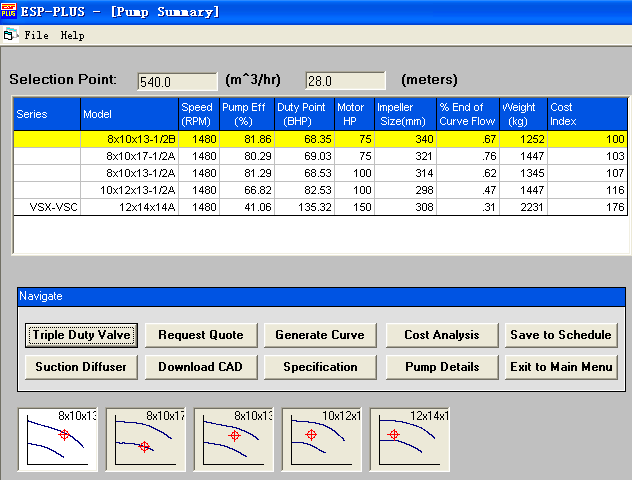 ESP PLUS ESP-PLUS - [Pump Summary]
File Help
Selection Point: 540.0 (m^3/hr) 28.0 (meters)
Series Model Speed (RPM) Pump Eff (%) Duty Point (BHP) Motor HP Impeller Size(mm) % End of Curve Flow Weight (kg) Cost Index
8x10x13-1/2B 1480 81.86 68.35 75 340 .67 1252 100
8x10x17-1/2A 1480 80.29 69.03 75 321 .76 1447 103
8x10x13-1/2A 1480 81.29 68.53 100 314 .62 1345 107
10x12x13-1/2A 1480 66.82 82.53 100 298 .47 1447 116
VSX-VSC 12x14x14A 1480 41.06 135.32 150 308 .31 2231 176
Navigate
Triple Duty Valve Request Quote Generate Curve Cost Analysis Save to Schedule
Suction Diffuser Download CAD Specification Pump Details Exit to Main Menu
8x10x13 8x10x17 8x10x13 10x12x1 12x14x1